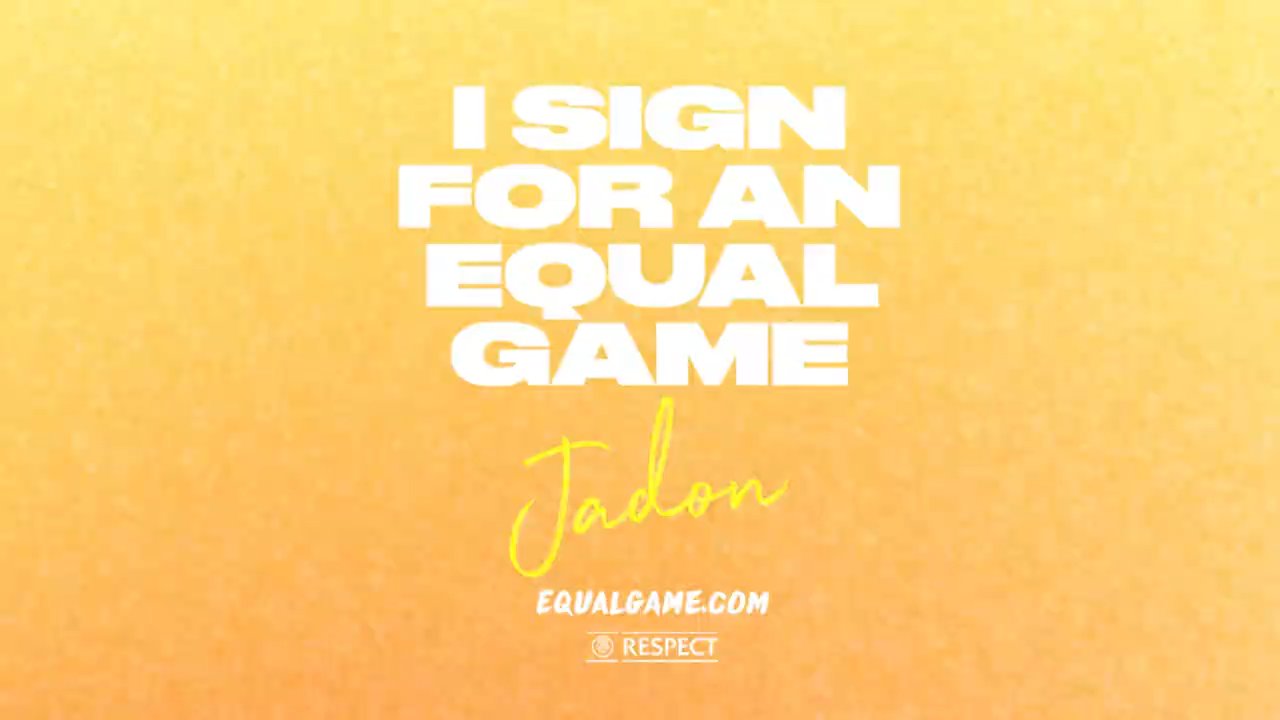 I SIGN
FOR AN
EQUAL
GAME
Jadon
EQUALGAME.COM
RESPECT